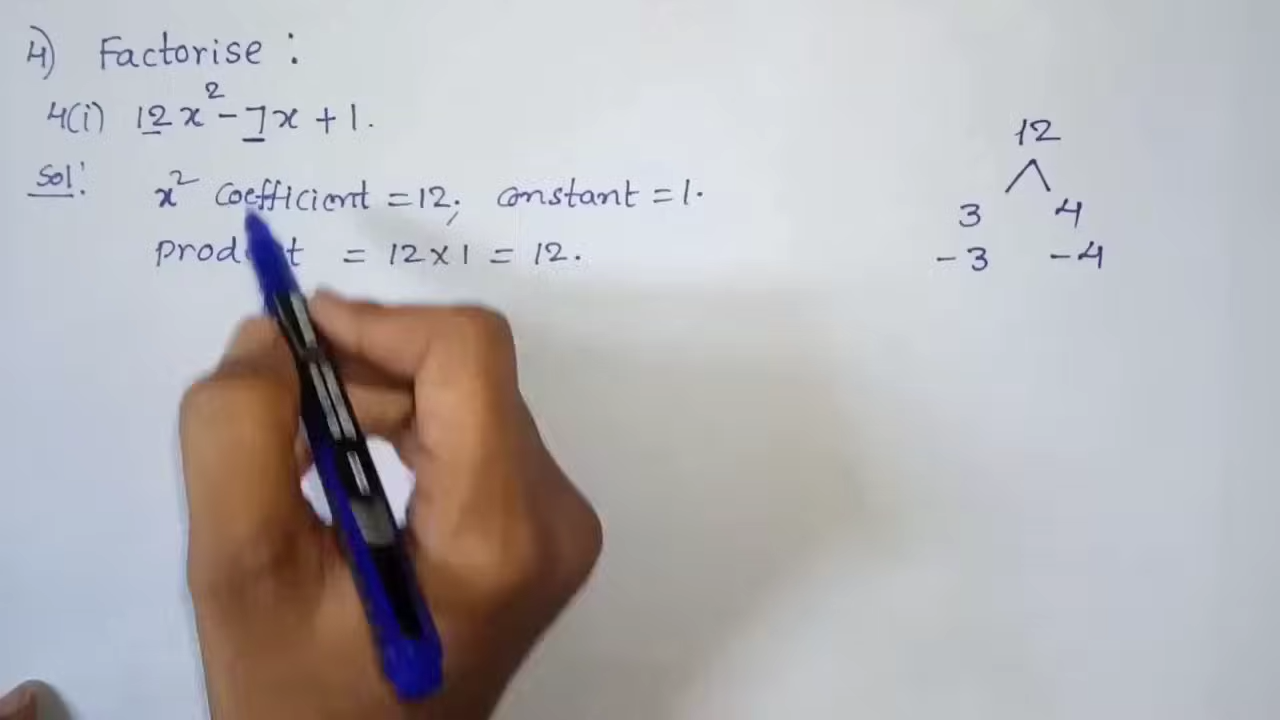 4) Factorise :
4(i) 12x² - 7x + 1.
Sol: x² coefficient = 12; constant = 1.
= 12 × 1 = 12.
12
3 4
-3 -4